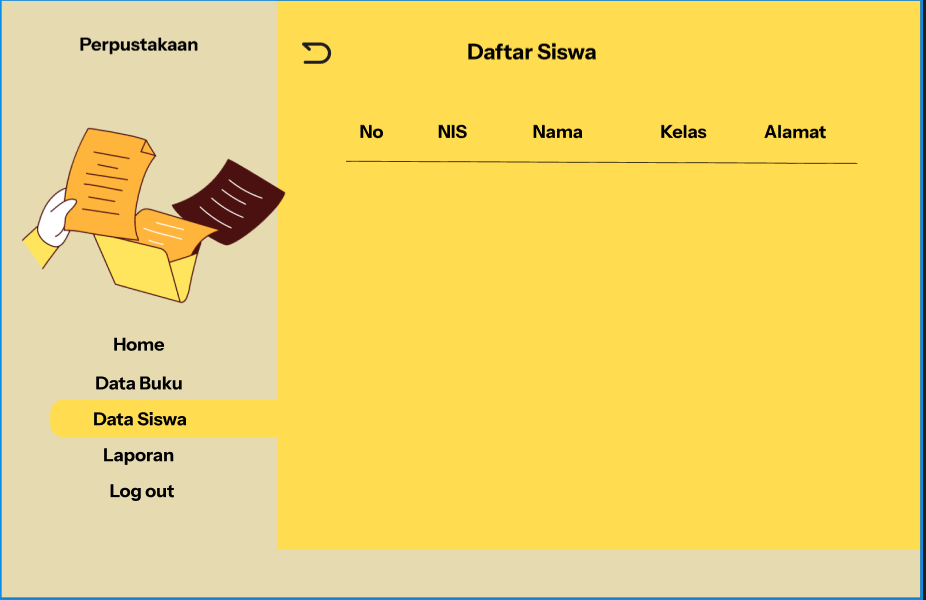 Perpustakaan
Daftar Siswa
No NIS Nama Kelas Alamat
Home
Data Buku
Data Siswa
Laporan
Log out